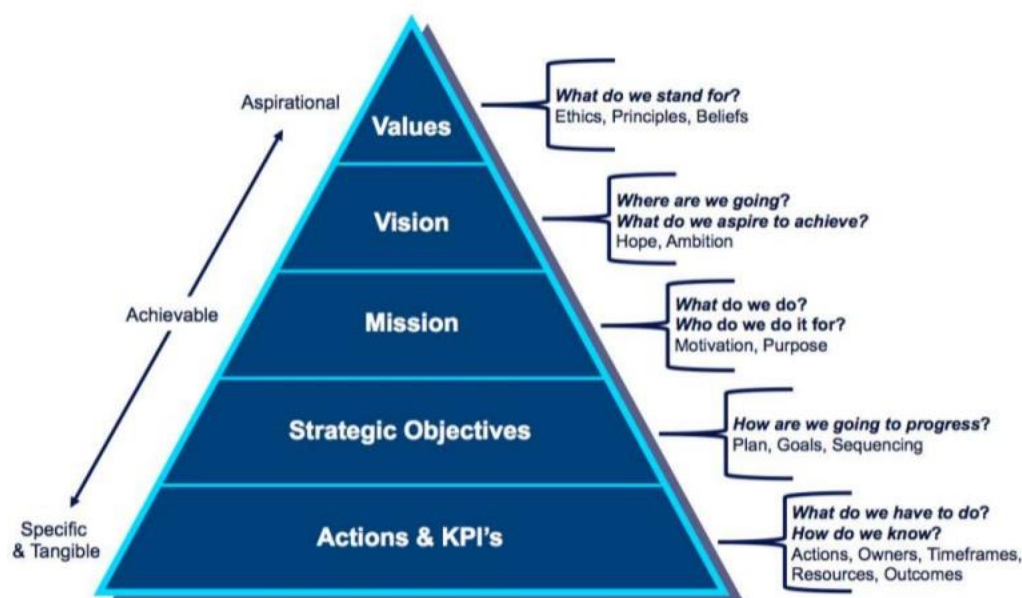 Aspirational
Values
What do we stand for?
Ethics, Principles, Beliefs
Vision
Where are we going?
What do we aspire to achieve?
Hope, Ambition
Achievable
Mission
What do we do?
Who do we do it for?
Motivation, Purpose
Strategic Objectives
How are we going to progress?
Plan, Goals, Sequencing
Specific
& Tangible
Actions & KPI's
What do we have to do?
How do we know?
Actions, Owners, Timeframes,
Resources, Outcomes